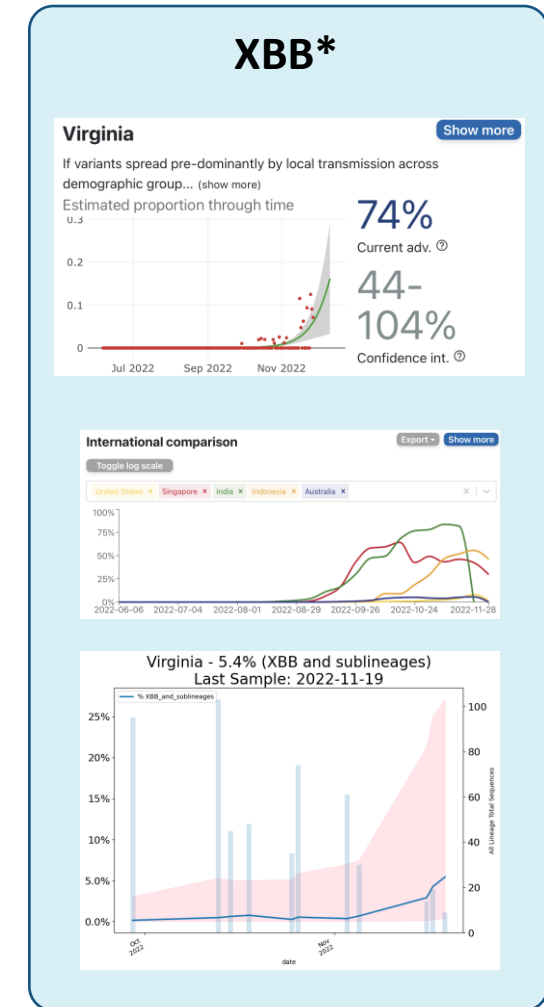 XBB*
Virginia
Show more
If variants spread pre-dominantly by local transmission across
demographic group... (show more)
Estimated proportion through time
74%
Current adv. ?
44-
104%
Confidence int. ?
0.3
0.2
0.1
0
Jul 2022 Sep 2022 Nov 2022
International comparison
Export Show more
Toggle log scale
United States × Singapore × India × Indonesia × Australia ×
100%
75%
50%
25%
0%
2022-06-06 2022-07-04 2022-08-01 2022-08-29 2022-09-26 2022-10-24 2022-11-28
Virginia - 5.4% (XBB and sublineages)
Last Sample: 2022-11-19
% XBB_and_sublineages
25%
20%
15%
10%
5.0%
0.0%
100
80
60
40
20
0
All Lineage Total Sequences
Oct
2022
Nov
2022
date